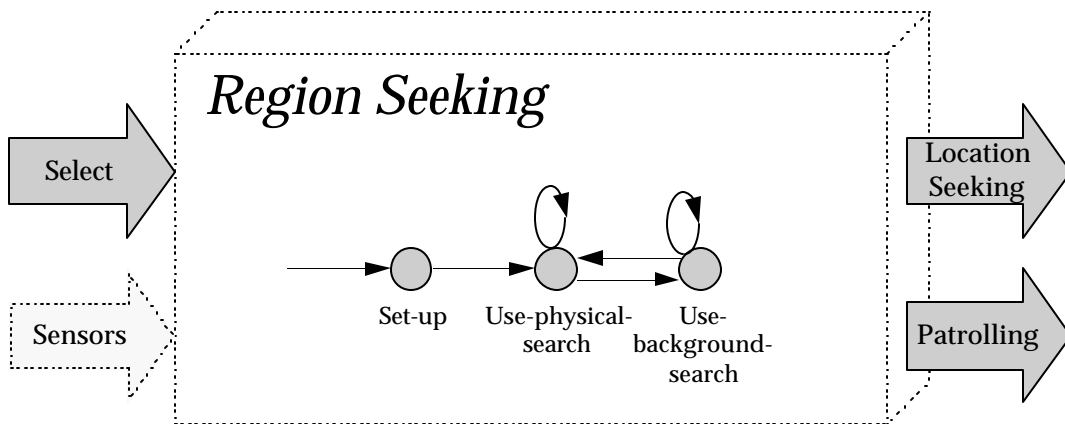 Region Seeking
Select
Location
Seeking
Set-up
Use-physical-
search
Use-
background-
search
Sensors
Patrolling